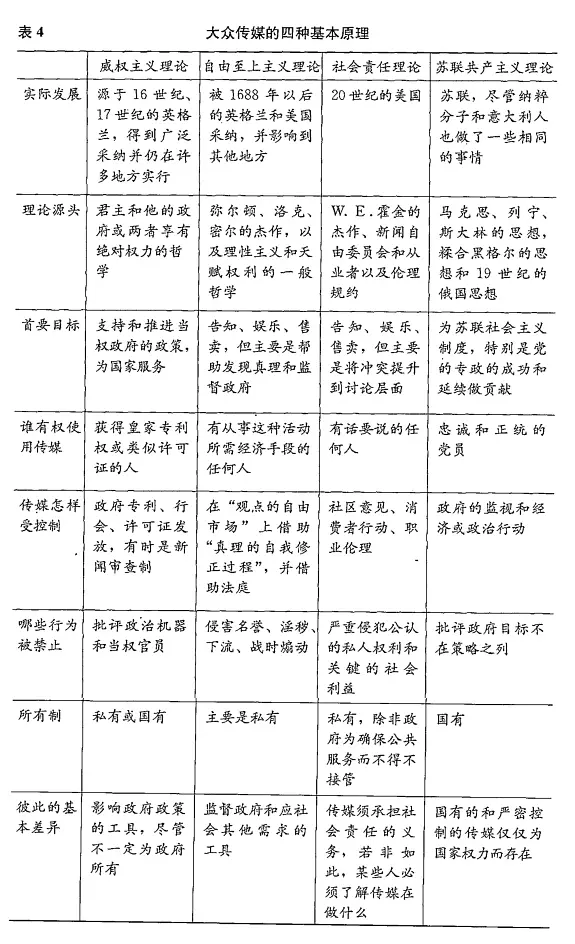 表 4
大众传媒的四种基本原理
威权主义理论
自由至上主义理论
社会责任理论
苏联共产主义理论
实际发展
源于 16 世纪、
17 世纪的英格
兰，得到广泛
采纳并仍在许
多地方实行
被 1688 年以后
的英格兰和美国
采纳，并影响到
其他地方
20 世纪的美国
苏联，尽管纳粹
分子和意大利人
也做了一些相同
的事情
理论源头
君主和他的政
府或两者享有
绝对权力的哲
学
弥尔顿、洛克、
密尔的杰作，以
及理性主义和天
赋权利的一般
哲学
W. E. 霍金的
杰作、新闻自
由委员会和从
业者以及伦理
规约
马克思、列宁、
斯大林的思想，
糅合黑格尔的思
想和 19 世纪的
俄国思想
首要目标
支持和推进当
权政府的政策，
为国家服务
告知、娱乐、售
卖，但主要是帮
助发现真理和监
督政府
告知、娱乐、
售卖，但主要
是将冲突提升
到讨论层面
为苏联社会主义
制度，特别是党
的专政的成功和
延续做贡献
谁有权使
用传媒
获得皇家专利
权或类似许可
证的人
有从事这种活动
所需经济手段的
任何人
有话要说的任
何人
忠诚和正统的
党员
传媒怎样
受控制
政府专利、行
会、许可证发
放，有时是新
闻审查制
在“观点的自由
市场”上借助
“真理的自我修
正过程”，并借
助法庭
社区意见、消
费者行动、职
业伦理
政府的监视和经
济或政治行动
哪些行为
被禁止
批评政治机器
和当权官员
侵害名誉、淫秽、
下流、战时煽动
严重侵犯公认
的私人权利和
关键的社会
利益
批评政府目标不
在策略之列
所有制
私有或国有
主要是私有
私有，除非政
府为确保公共
服务而不得不
接管
国有
彼此的基
本差异
影响政府政策
的工具，尽管
不一定为政府
所有
监督政府和应社
会其他需求的
工具
传媒须承担社
会责任的义
务，若非如
此，某些人必
须了解传媒在
做什么
国有的和严密控
制的传媒仅仅为
国家权力而存在